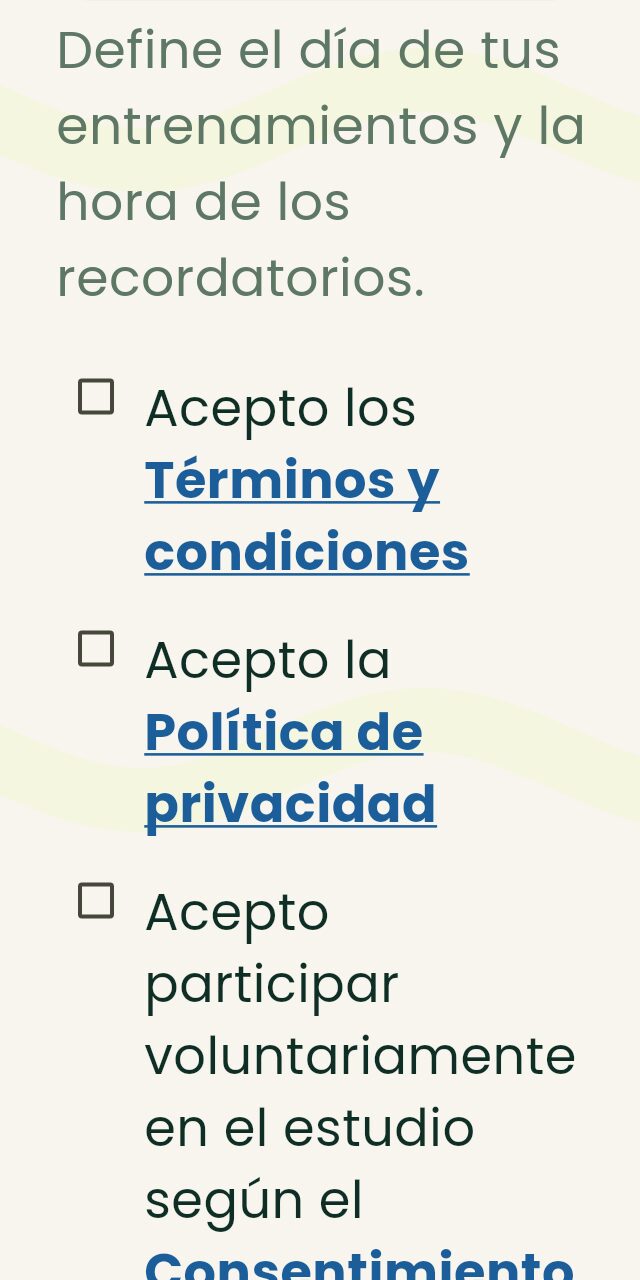 Define el día de tus
entrenamientos y la
hora de los
recordatorios.
Acepto los
Términos y
condiciones
Acepto la
Política de
privacidad
Acepto
participar
voluntariamente
en el estudio
según el
Consentimiento